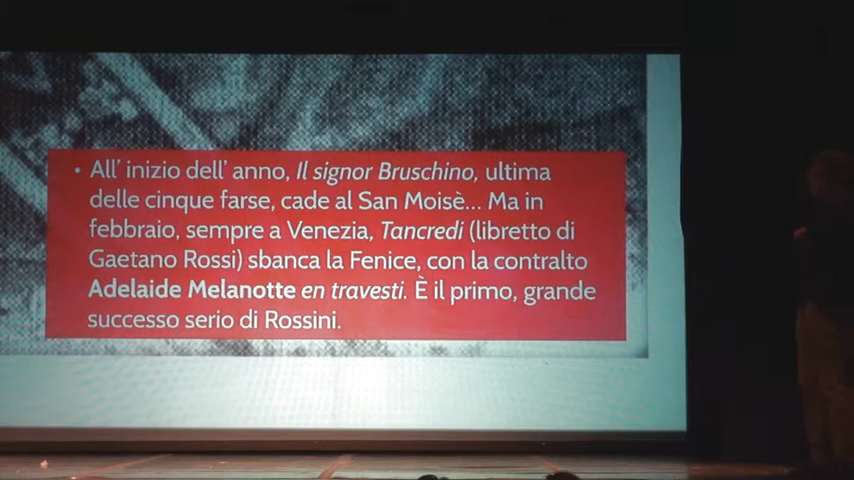 • All' inizio dell' anno, Il signor Bruschino, ultima
delle cinque farse, cade al San Moisè... Ma in
febbraio, sempre a Venezia, Tancredi (libretto di
Gaetano Rossi) sbanca la Fenice, con la contralto
Adelaide Melanotte en travesti. È il primo, grande
successo serio di Rossini.